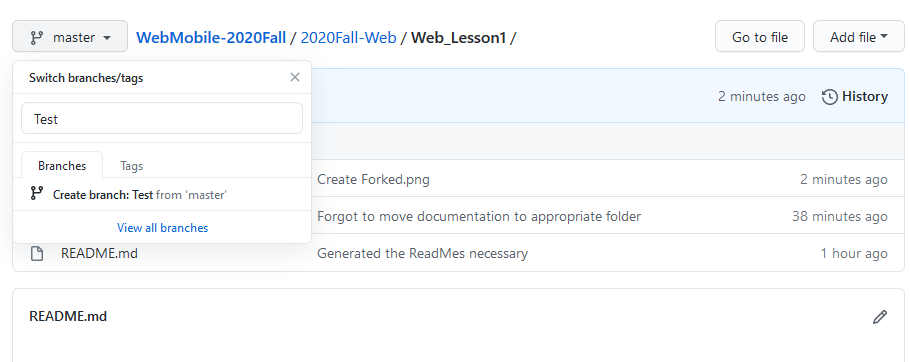 master WebMobile-2020Fall / 2020Fall-Web / Web_Lesson1 / Go to file Add file
Switch branches/tags
2 minutes ago History
Test
Branches Tags
Create Forked.png 2 minutes ago
Create branch: Test from 'master'
Forgot to move documentation to appropriate folder 38 minutes ago
View all branches
README.md Generated the ReadMes necessary 1 hour ago
README.md